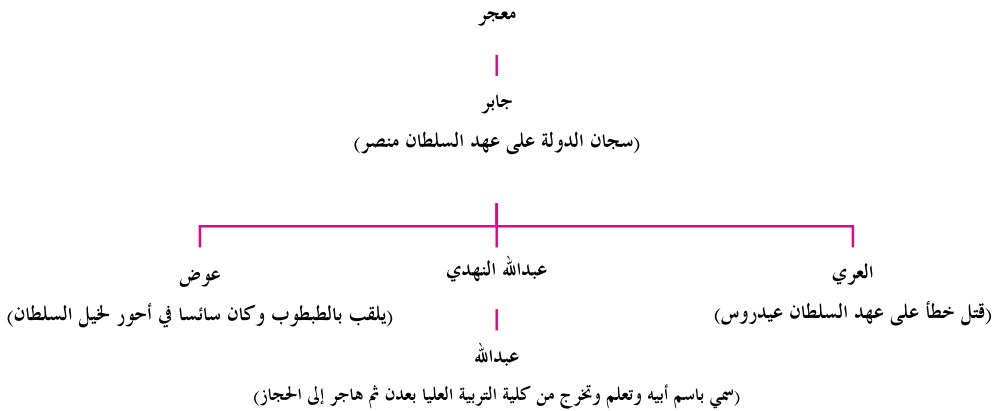 معجر
جابر
(سجان الدولة على عهد السلطان منصر)
العري
(قتل خطأ على عهد السلطان عيدروس)
عبدالله النهدي
عوض
(يلقب بالطبطوب وكان سائسا في أحور لخيل السلطان)
عبدالله
(سمي باسم أبيه وتعلم وتخرج من كلية التربية العليا بعدن ثم هاجر إلى الحجاز)